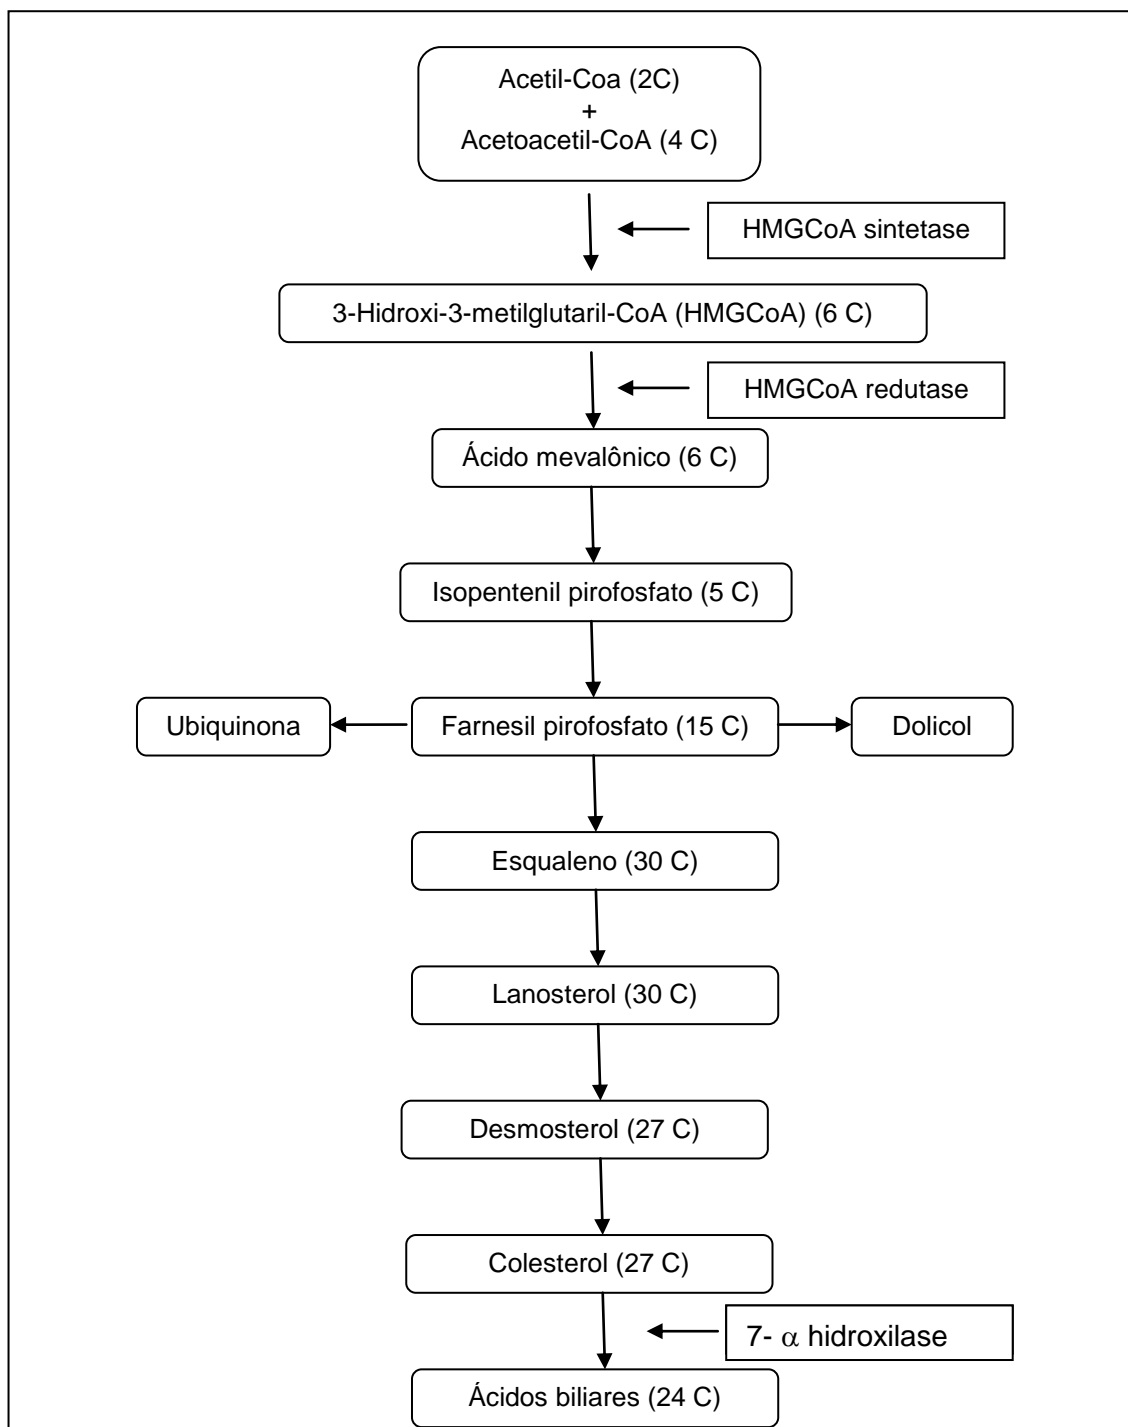 Acetil-Coa (2C)
+
Acetoacetil-CoA (4 C)
HMGCoA sintetase
3-Hidroxi-3-metilglutaril-CoA (HMGCoA) (6 C)
HMGCoA redutase
Ácido mevalônico (6 C)
Isopentenil pirofosfato (5 C)
Ubiquinona
Farnesil pirofosfato (15 C)
Dolicol
Esqualeno (30 C)
Lanosterol (30 C)
Desmosterol (27 C)
Colesterol (27 C)
7- α hidroxilase
Ácidos biliares (24 C)